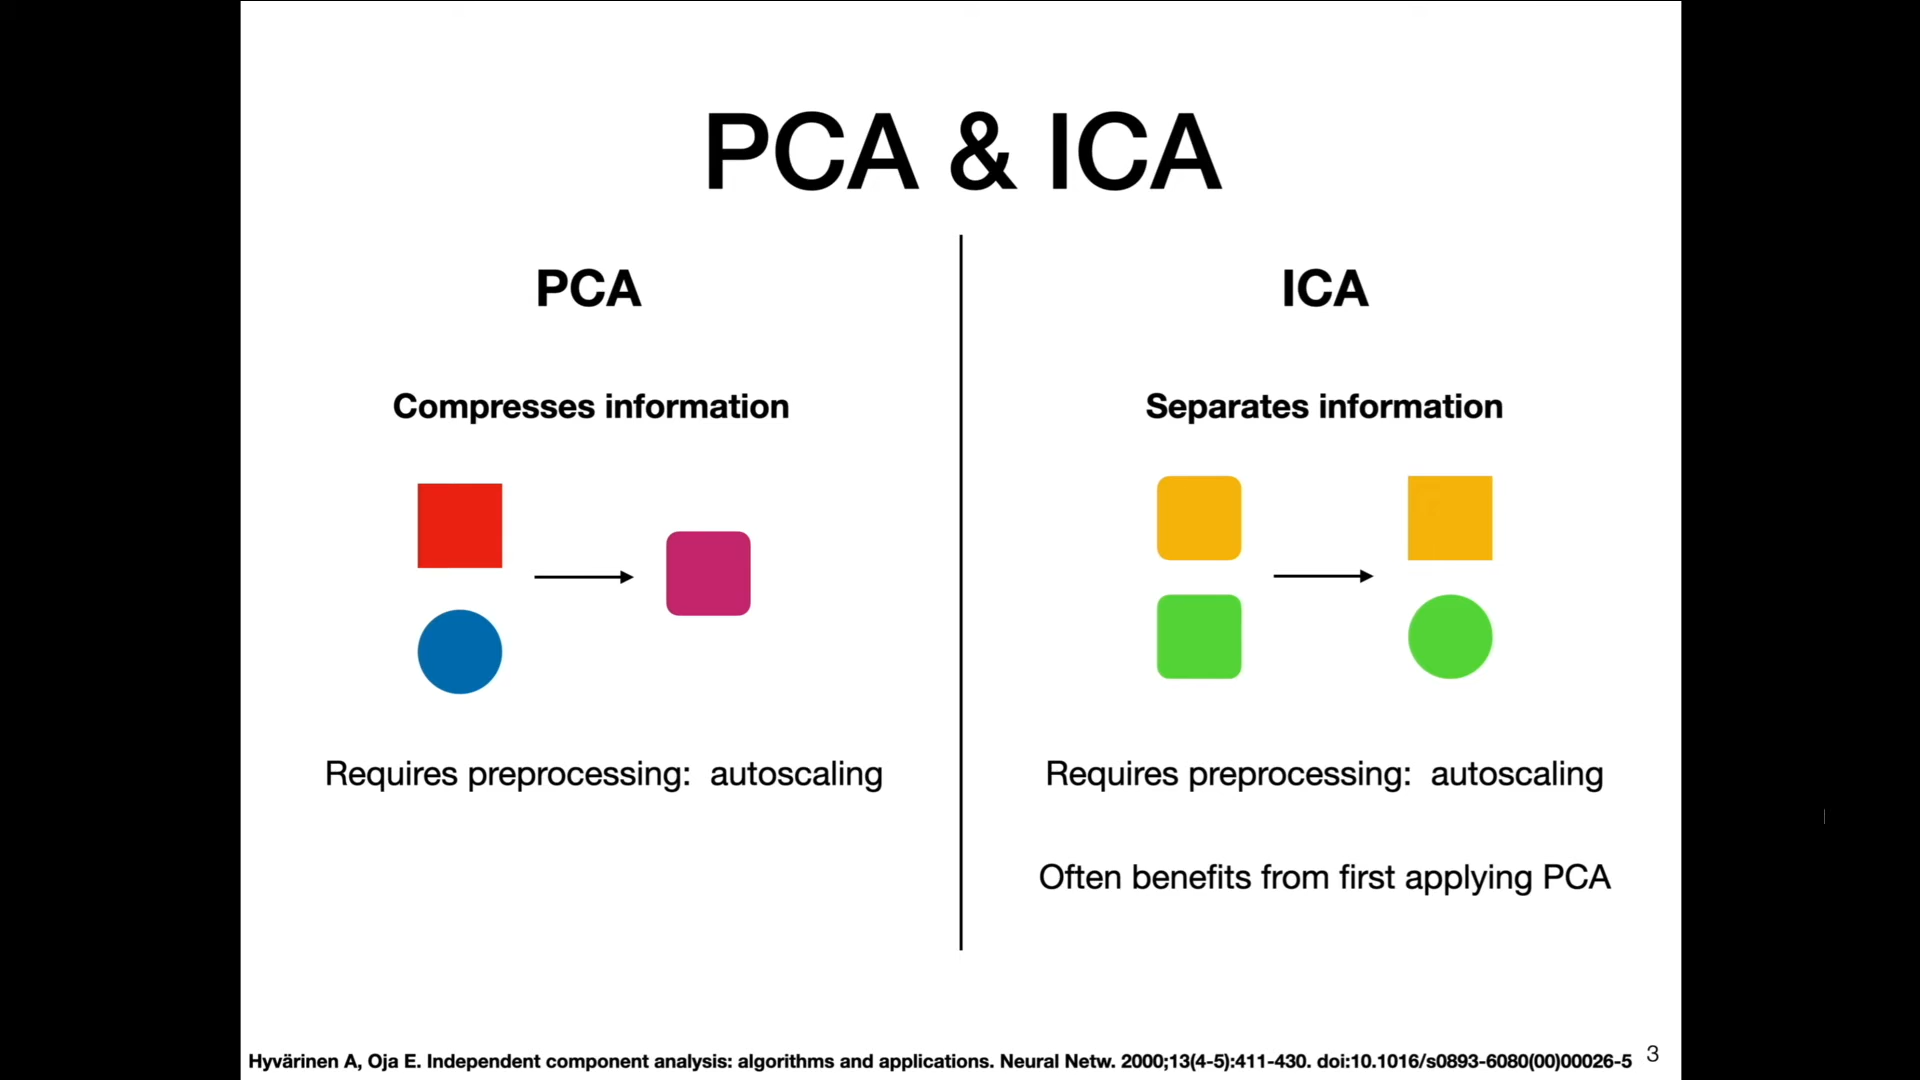 PCA & ICA
PCA
Compresses information
Requires preprocessing: autoscaling
ICA
Separates information
Requires preprocessing: autoscaling
Often benefits from first applying PCA
Hyvärinen A, Oja E. Independent component analysis: algorithms and applications. Neural Netw. 2000;13(4-5):411-430. doi:10.1016/s0893-6080(00)00026-5
3